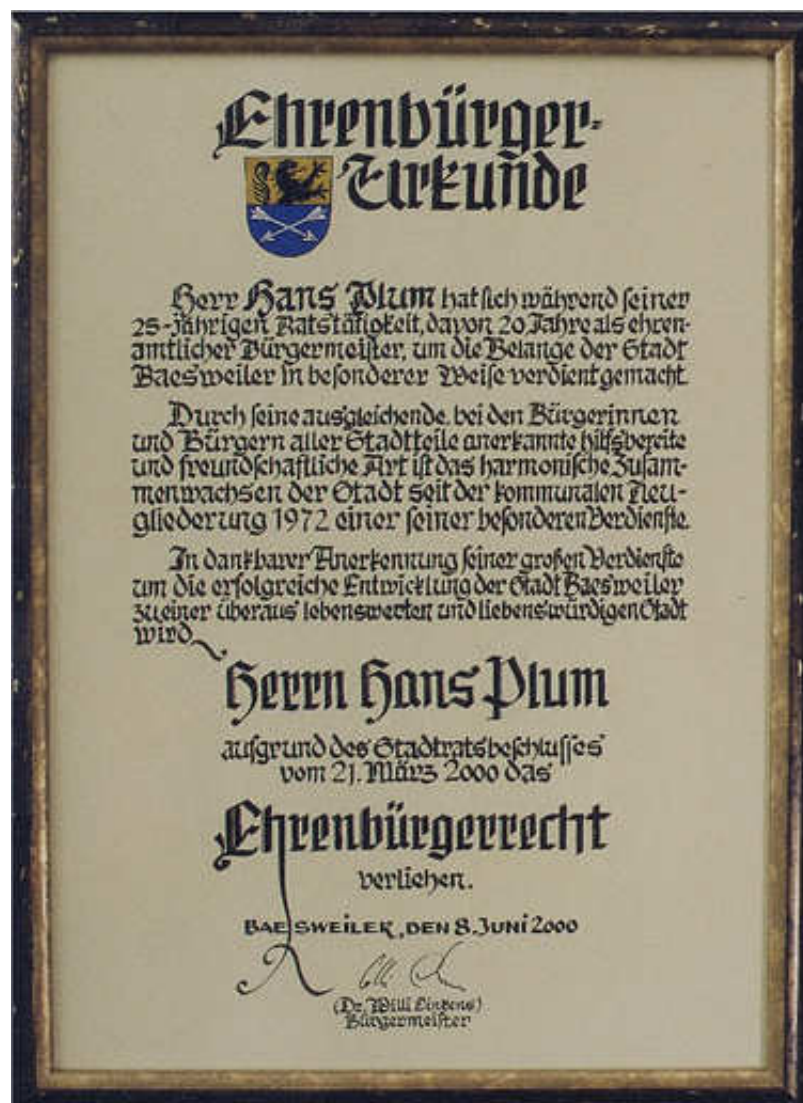 Ehrenbürger-
Urkunde
Herr Hans Plum hat sich während seiner
25-jährigen Ratstätigkeit, davon 20 Jahre als ehren-
amtlicher Bürgermeister, um die Belange der Stadt
Baesweiler in besonderer Weise verdient gemacht.
Durch seine ausgleichende, bei den Bürgerinnen
und Bürgern aller Stadtteile anerkannte hilfsbereite
und freundschaftliche Art ist das harmonische Zusam-
menwachsen der Stadt seit der kommunalen Neu-
gliederung 1972 einer seiner besonderen Verdienste.
In dankbarer Anerkennung seiner großen Verdienste
um die erfolgreiche Entwicklung der Stadt Baesweiler
zu einer überaus lebenswerten und liebenswürdigen Stadt
wird
Herrn Hans Plum
aufgrund des Stadtratsbeschlusses
vom 21. März 2000 das
Ehrenbürgerrecht
verliehen.
BAESWEILER, DEN 8. JUNI 2000
(Dr. Willi Linkens)
Bürgermeister